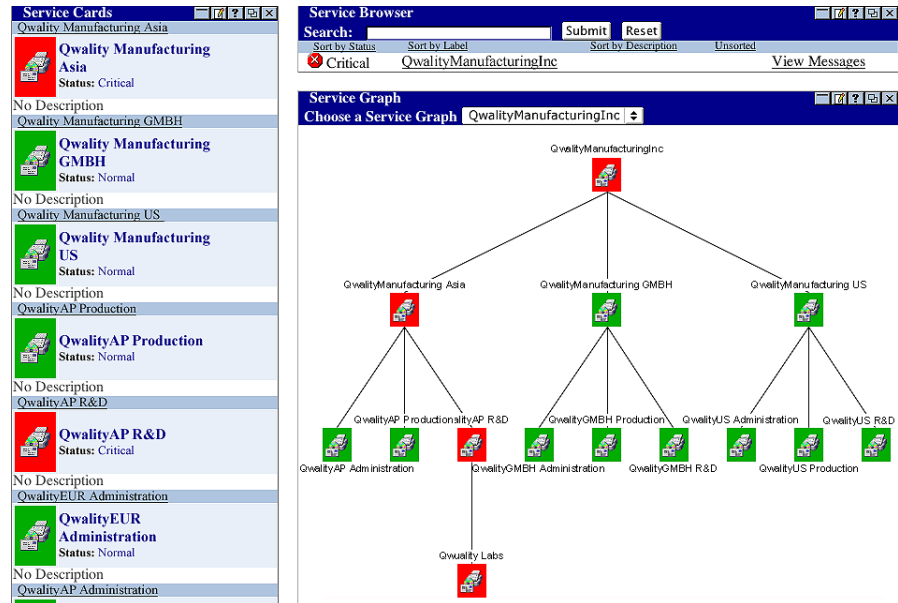 Service Cards
Qwality Manufacturing Asia
Qwality Manufacturing
Asia
Status: Critical
No Description
Qwality Manufacturing GMBH
Qwality Manufacturing
GMBH
Status: Normal
No Description
Qwality Manufacturing US
Qwality Manufacturing
US
Status: Normal
No Description
QwalityAP Production
QwalityAP Production
Status: Normal
No Description
QwalityAP R&D
QwalityAP R&D
Status: Critical
No Description
QwalityEUR Administration
QwalityEUR
Administration
Status: Normal
No Description
QwalityAP Administration
Service Browser
Search: Submit Reset
Sort by Status Sort by Label Sort by Description Unsorted
Critical QwalityManufacturingInc View Messages
Service Graph
Choose a Service Graph QwalityManufacturingInc
QwalityManufacturingInc
QwalityManufacturing Asia QwalityManufacturing GMBH QwalityManufacturing US
QwalityAP Productionality​AP R&D QwalityGMBH Production QwalityUS Administration QwalityUS R&D
QwalityAP Administration QwalityGMBH Administration QwalityGMBH R&D QwalityUS Production
Qwuality Labs